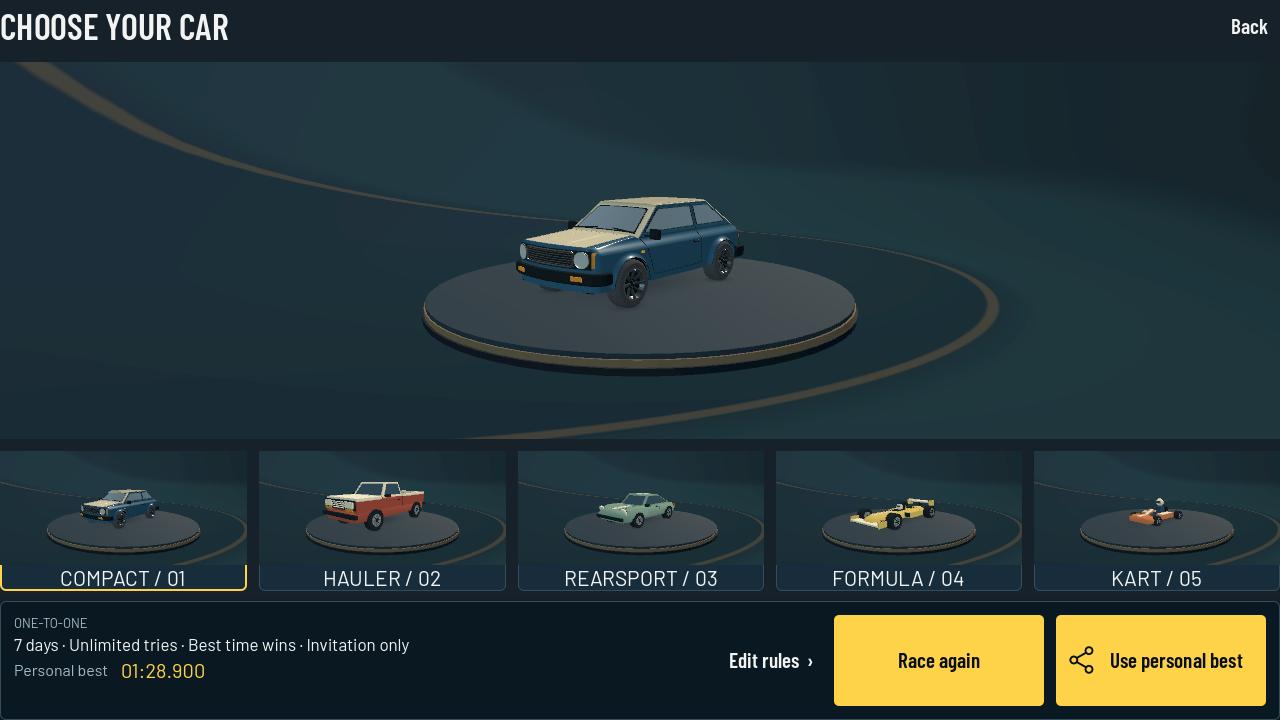 CHOOSE YOUR CAR
Back
COMPACT / 01
HAULER / 02
REARSPORT / 03
FORMULA / 04
KART / 05
ONE-TO-ONE
7 days · Unlimited tries · Best time wins · Invitation only
Personal best 01:28.900
Edit rules ›
Race again
Use personal best